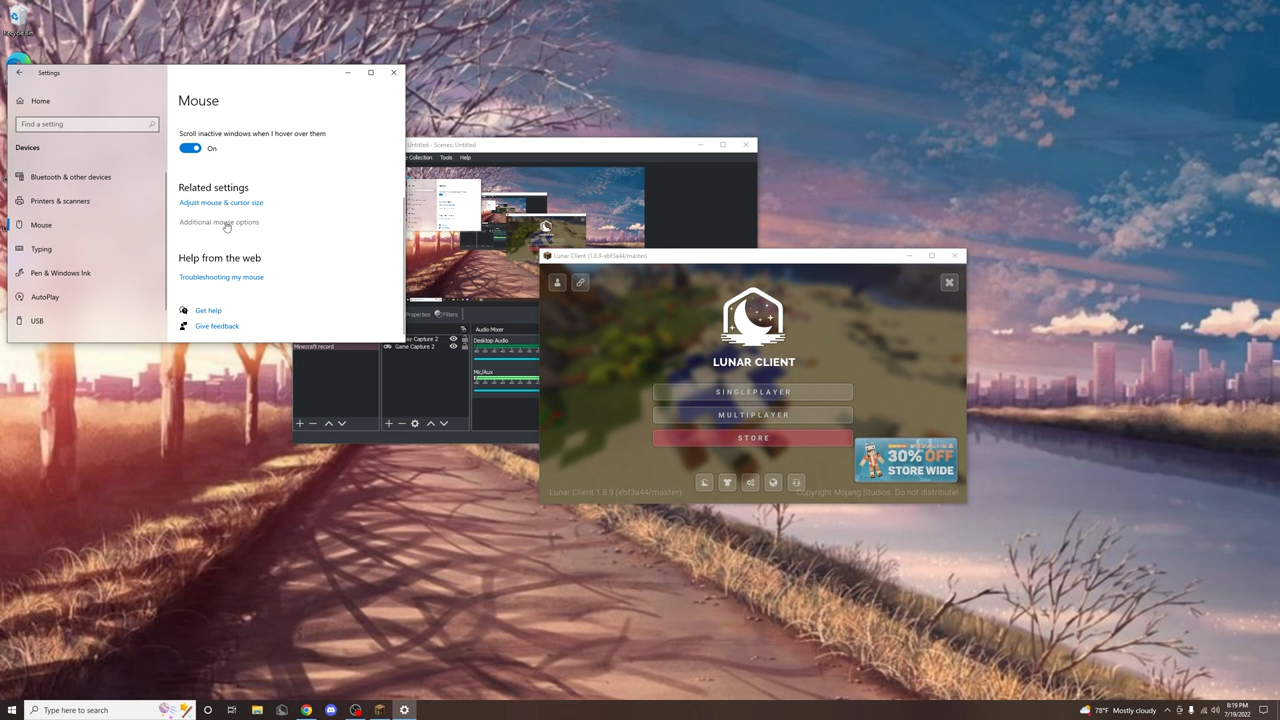 Recycle Bin
Settings
Home
Find a setting
Devices
Bluetooth & other devices
Printers & scanners
Mouse
Typing
Pen & Windows Ink
AutoPlay
USB
Mouse
Scroll inactive windows when I hover over them
On
Related settings
Adjust mouse & cursor size
Additional mouse options
Help from the web
Troubleshooting my mouse
Get help
Give feedback
Untitled - Scenes: Untitled
Collection Tools Help
Properties Filters
Minecraft record
Capture 2
Game Capture 2
Audio Mixer
Desktop Audio
Mic/Aux
Lunar Client (1.8.9-ebf3a44/master)
LUNAR CLIENT
SINGLEPLAYER
MULTIPLAYER
STORE
30% OFF
STORE WIDE
Lunar Client 1.8.9 (ebf3a44/master)
Copyright Mojang Studios. Do not distribute!
Type here to search
78°F Mostly cloudy
8:19 PM
7/19/2022